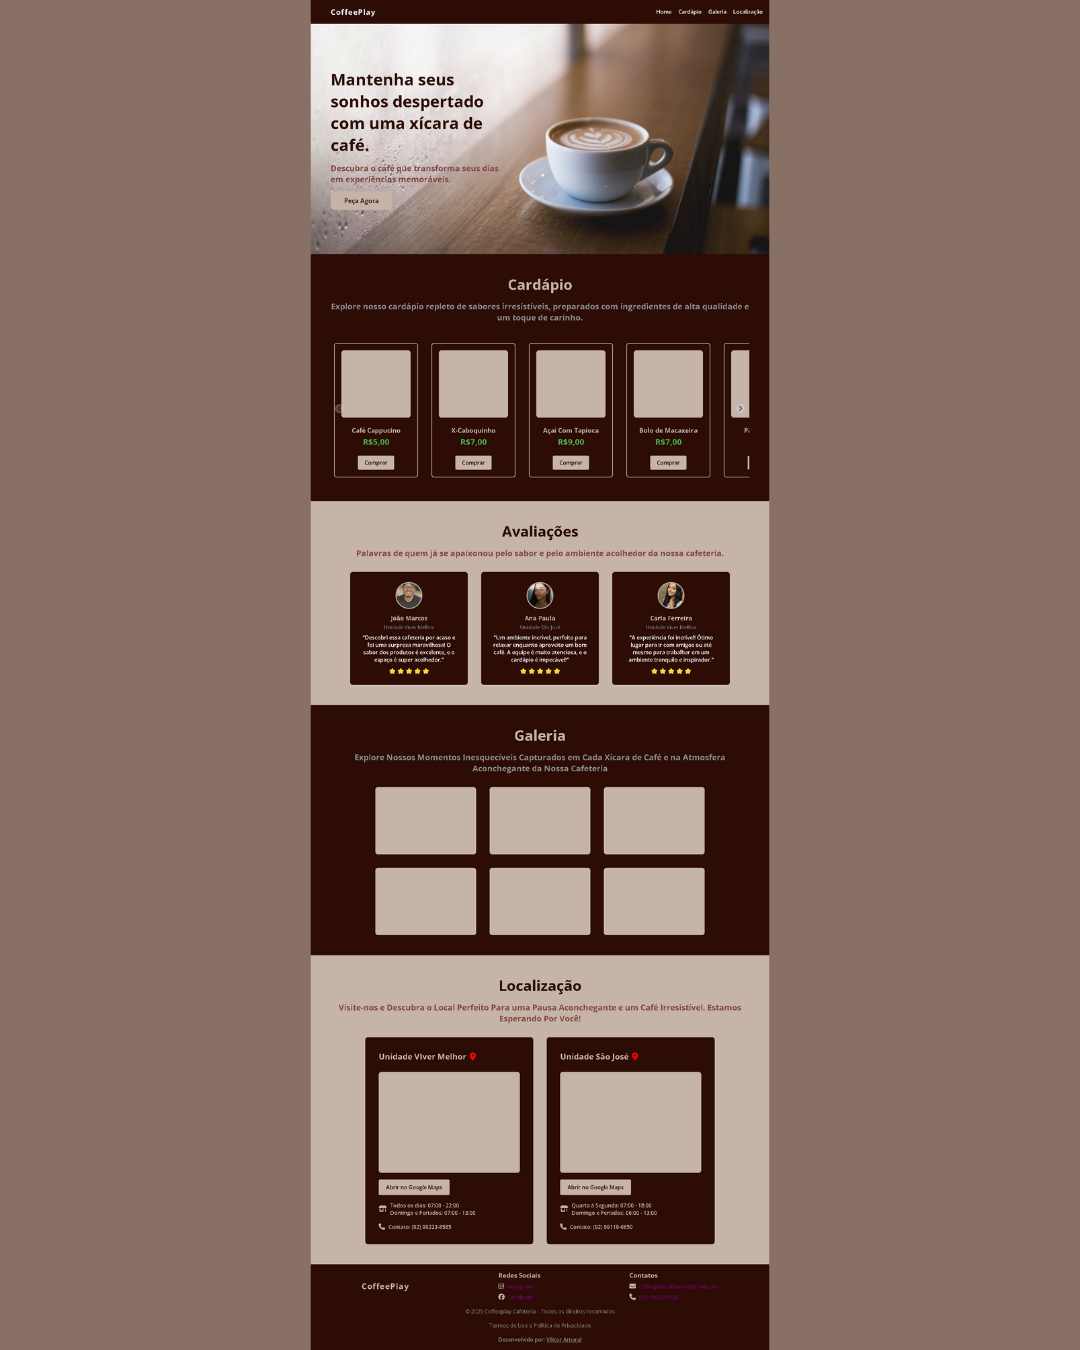 CoffeePlay
Home Cardápio Galeria Localização
Mantenha seus
sonhos despertado
com uma xícara de
café.
Descubra o café que transforma seus dias
em experiências memoráveis.
Peça Agora
Cardápio
Explore nosso cardápio repleto de sabores irresistíveis, preparados com ingredientes de alta qualidade e
um toque de carinho.
Café Cappucino
R$5,00
Comprar
X-Caboquinho
R$7,00
Comprar
Açaí Com Tapioca
R$9,00
Comprar
Bolo de Macaxeira
R$7,00
Comprar
Avaliações
Palavras de quem já se apaixonou pelo sabor e pelo ambiente acolhedor da nossa cafeteria.
João Marcos
Unidade Viver Melhor
"Descobri essa cafeteria por acaso e
foi uma surpresa maravilhosa! O
sabor dos produtos é excelente, e o
espaço é super acolhedor."
Ana Paula
Unidade São José
"Um ambiente incrível, perfeito para
relaxar enquanto aproveito um bom
café. A equipe é muito atenciosa, e o
cardápio é impecável!"
Carla Ferreira
Unidade Viver Melhor
"A experiência foi incrível! Ótimo
lugar para ir com amigos ou até
mesmo para trabalhar em um
ambiente tranquilo e inspirador."
Galeria
Explore Nossos Momentos Inesquecíveis Capturados em Cada Xícara de Café e na Atmosfera
Aconchegante da Nossa Cafeteria
Localização
Visite-nos e Descubra o Local Perfeito Para uma Pausa Aconchegante e um Café Irresistível. Estamos
Esperando Por Você!
Unidade VIver Melhor
Abrir no Google Maps
Todos os dias: 07:00 - 22:00
Domingo e Feriados: 07:00 - 13:00
Contato: (92) 99223-8585
Unidade São José
Abrir no Google Maps
Quarta à Segunda: 07:00 - 18:00
Domingo e Feriados: 06:00 - 12:00
Contato: (92) 99119-6650
CoffeePlay
Redes Sociais
Instagram
Facebook
Contatos
© 2025 Coffeeplay Cafeteria - Todos os direitos reservados
Termos de Uso e Política de Privacidade
Desenvolvido por: Viktor Amaral